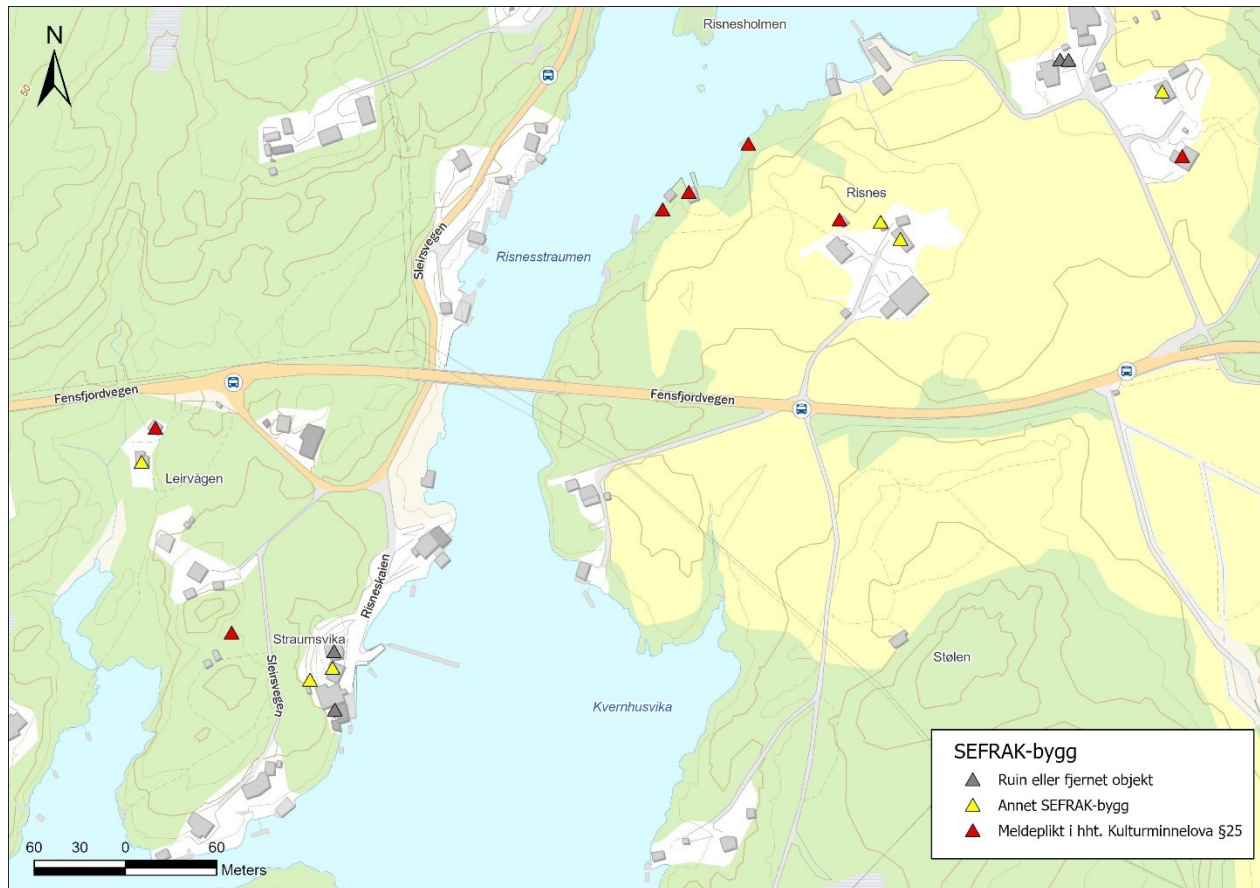 Risnesholmen
N
50
Risnes
Sleirsvegen
Risnesstraumen
Fensfjordvegen
Fensfjordvegen
Leirvågen
Risneskaien
Straumsvika
Sleirsvegen
Stølen
Kvernhusvika
SEFRAK-bygg
Ruin eller fjernet objekt
Annet SEFRAK-bygg
Meldeplikt i hht. Kulturminnelova §25
60 30 0 60
Meters